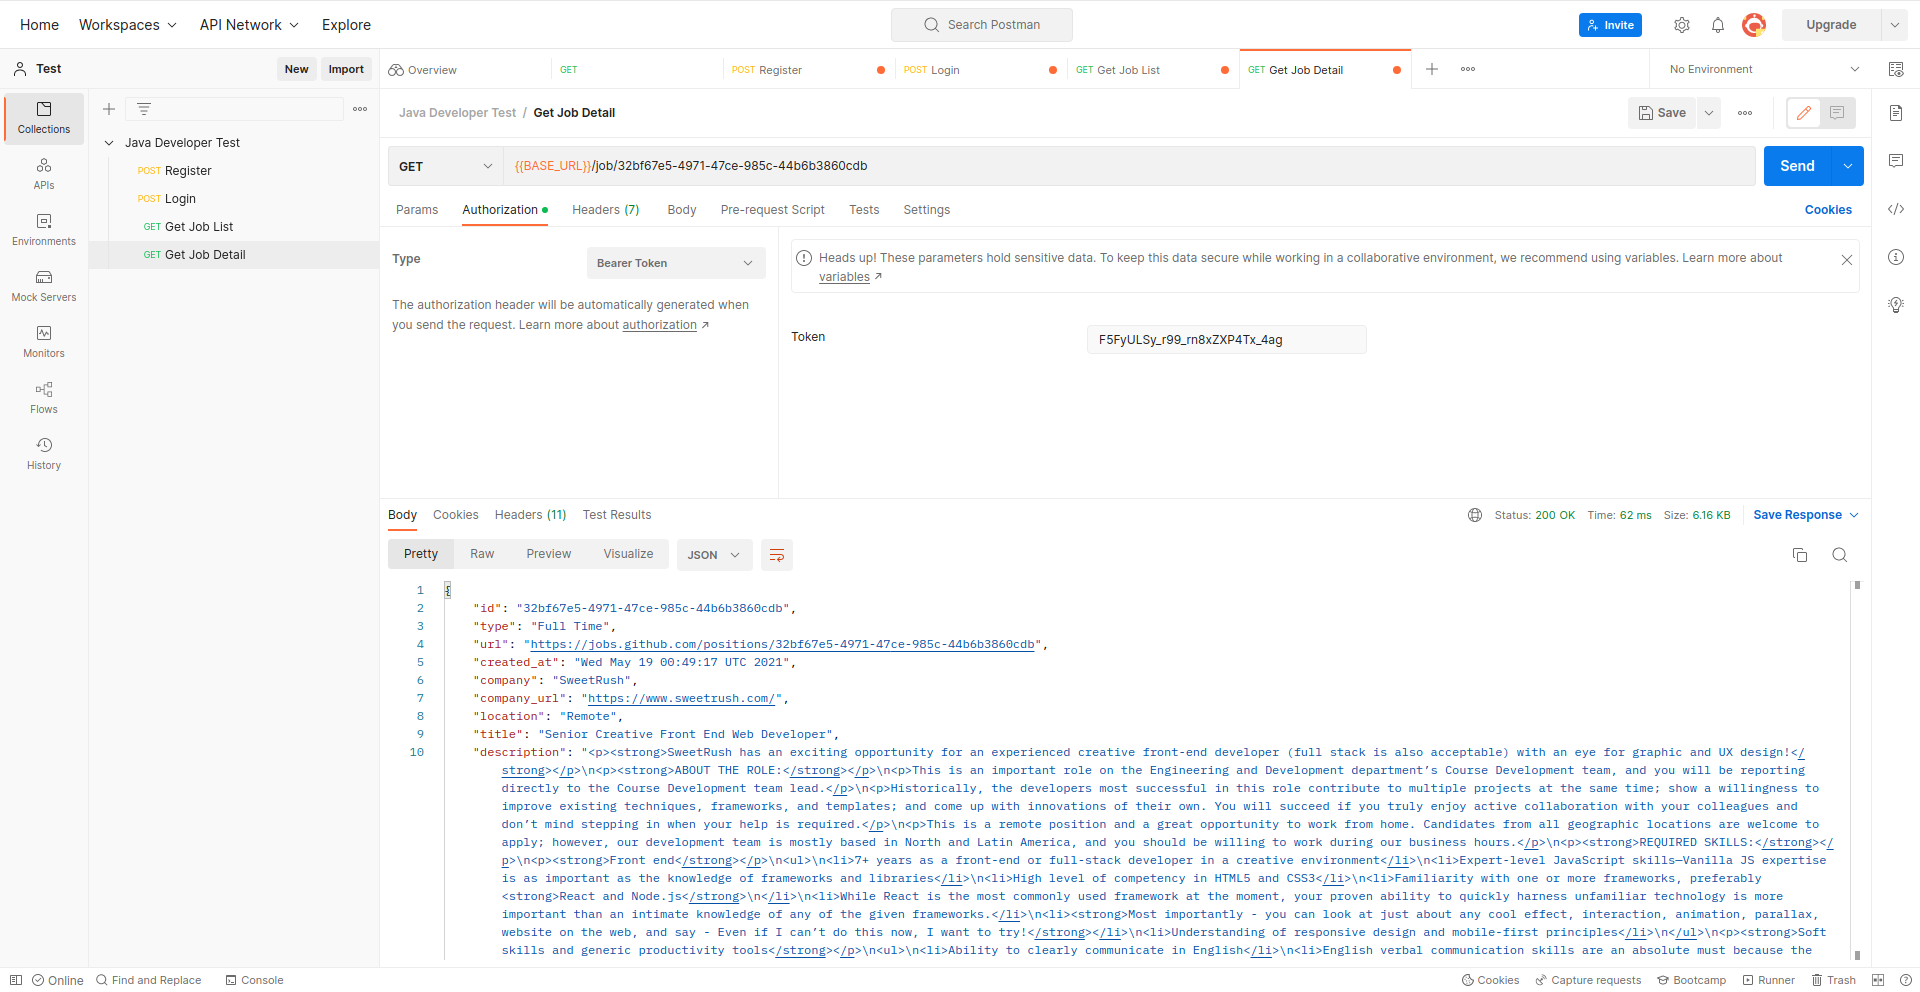 Home Workspaces API Network Explore Search Postman Invite Upgrade
Test New Import Overview GET POST Register POST Login GET Get Job List GET Get Job Detail No Environment
Collections
APIs
Environments
Mock Servers
Monitors
Flows
History
Java Developer Test
POST Register
POST Login
GET Get Job List
GET Get Job Detail
Java Developer Test / Get Job Detail Save
GET {{BASE_URL}}/job/32bf67e5-4971-47ce-985c-44b6b3860cdb Send
Params Authorization Headers (7) Body Pre-request Script Tests Settings Cookies
Type Bearer Token
The authorization header will be automatically generated when
you send the request. Learn more about authorization ↗
Heads up! These parameters hold sensitive data. To keep this data secure while working in a collaborative environment, we recommend using variables. Learn more about
variables ↗
Token F5FyULSy_r99_rn8xZXP4Tx_4ag
Body Cookies Headers (11) Test Results Status: 200 OK Time: 62 ms Size: 6.16 KB Save Response
Pretty Raw Preview Visualize JSON
1 {
2 "id": "32bf67e5-4971-47ce-985c-44b6b3860cdb",
3 "type": "Full Time",
4 "url": "https://jobs.github.com/positions/32bf67e5-4971-47ce-985c-44b6b3860cdb",
5 "created_at": "Wed May 19 00:49:17 UTC 2021",
6 "company": "SweetRush",
7 "company_url": "https://www.sweetrush.com/",
8 "location": "Remote",
9 "title": "Senior Creative Front End Web Developer",
10 "description": "<p><strong>SweetRush has an exciting opportunity for an experienced creative front-end developer (full stack is also acceptable) with an eye for graphic and UX design!</
strong></p>\n<p><strong>ABOUT THE ROLE:</strong></p>\n<p>This is an important role on the Engineering and Development department’s Course Development team, and you will be reporting
directly to the Course Development team lead.</p>\n<p>Historically, the developers most successful in this role contribute to multiple projects at the same time; show a willingness to
improve existing techniques, frameworks, and templates; and come up with innovations of their own. You will succeed if you truly enjoy active collaboration with your colleagues and
don’t mind stepping in when your help is required.</p>\n<p>This is a remote position and a great opportunity to work from home. Candidates from all geographic locations are welcome to
apply; however, our development team is mostly based in North and Latin America, and you should be willing to work during our business hours.</p>\n<p><strong>REQUIRED SKILLS:</strong></
p>\n<p><strong>Front end</strong></p>\n<ul>\n<li>7+ years as a front-end or full-stack developer in a creative environment</li>\n<li>Expert-level JavaScript skills—Vanilla JS expertise
is as important as the knowledge of frameworks and libraries</li>\n<li>High level of competency in HTML5 and CSS3</li>\n<li>Familiarity with one or more frameworks, preferably
<strong>React and Node.js</strong>\n</li>\n<li>While React is the most commonly used framework at the moment, your proven ability to quickly harness unfamiliar technology is more
important than an intimate knowledge of any of the given frameworks.</li>\n<li><strong>Most importantly - you can look at just about any cool effect, interaction, animation, parallax,
website on the web, and say - Even if I can’t do this now, I want to try!</strong></li>\n<li>Understanding of responsive design and mobile-first principles</li>\n</ul>\n<p><strong>Soft
skills and generic productivity tools</strong></p>\n<ul>\n<li>Ability to clearly communicate in English</li>\n<li>English verbal communication skills are an absolute must because the
Online Find and Replace Console Cookies Capture requests Bootcamp Runner Trash